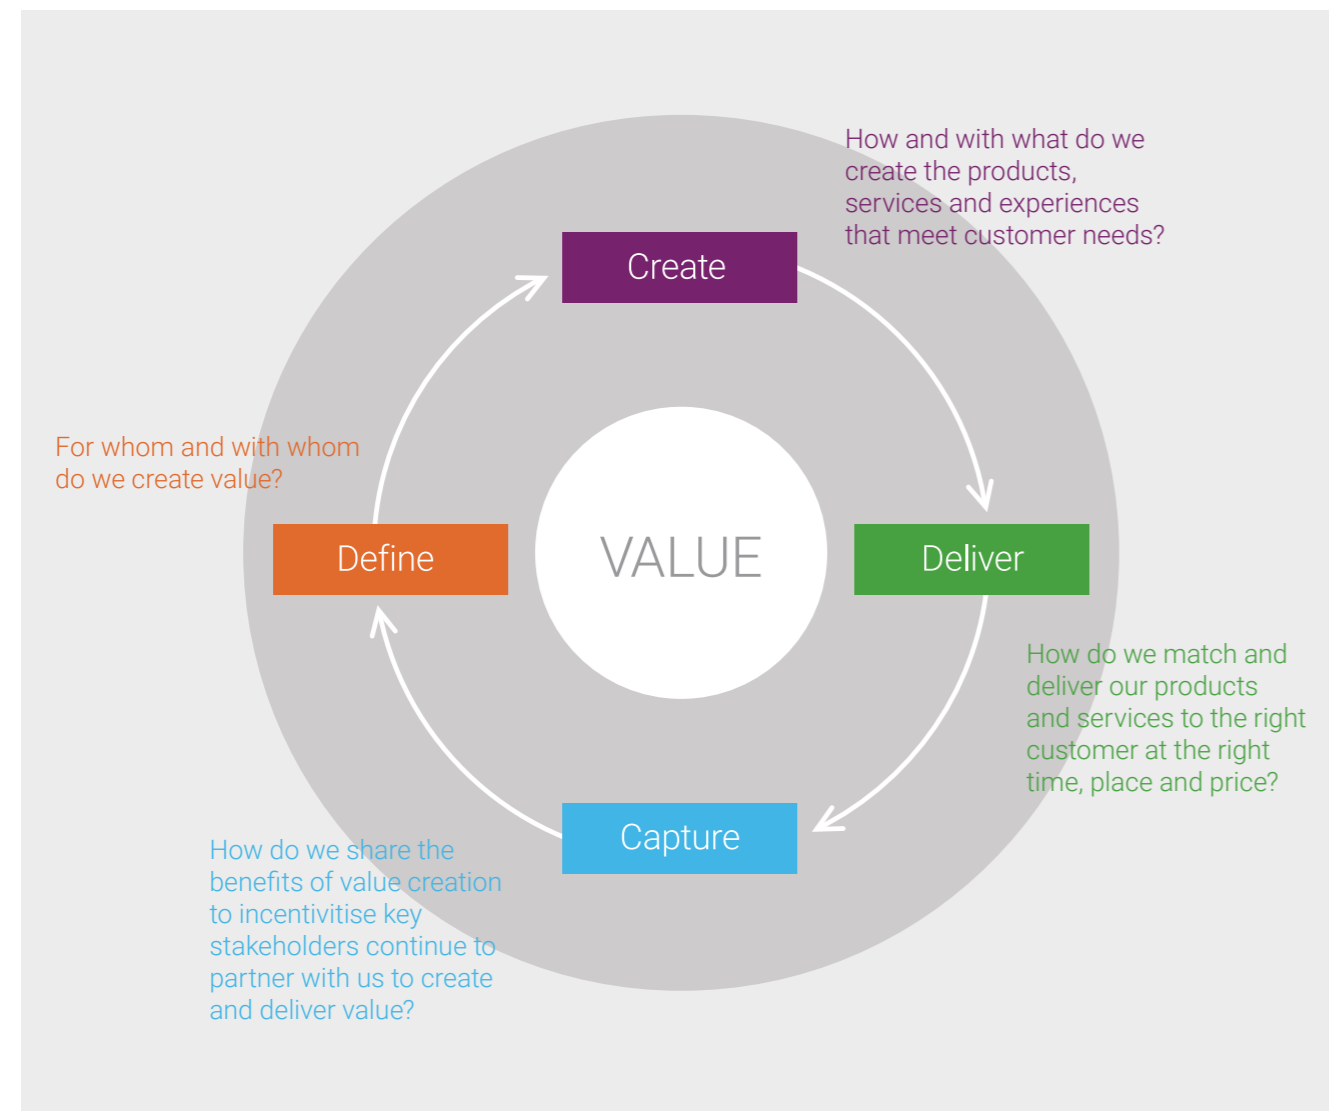 How and with what do we
create the products,
services and experiences
that meet customer needs?
Create
For whom and with whom
do we create value?
Define
VALUE
Deliver
How do we match and
deliver our products
and services to the right
customer at the right
time, place and price?
Capture
How do we share the
benefits of value creation
to incentivitise key
stakeholders continue to
partner with us to create
and deliver value?